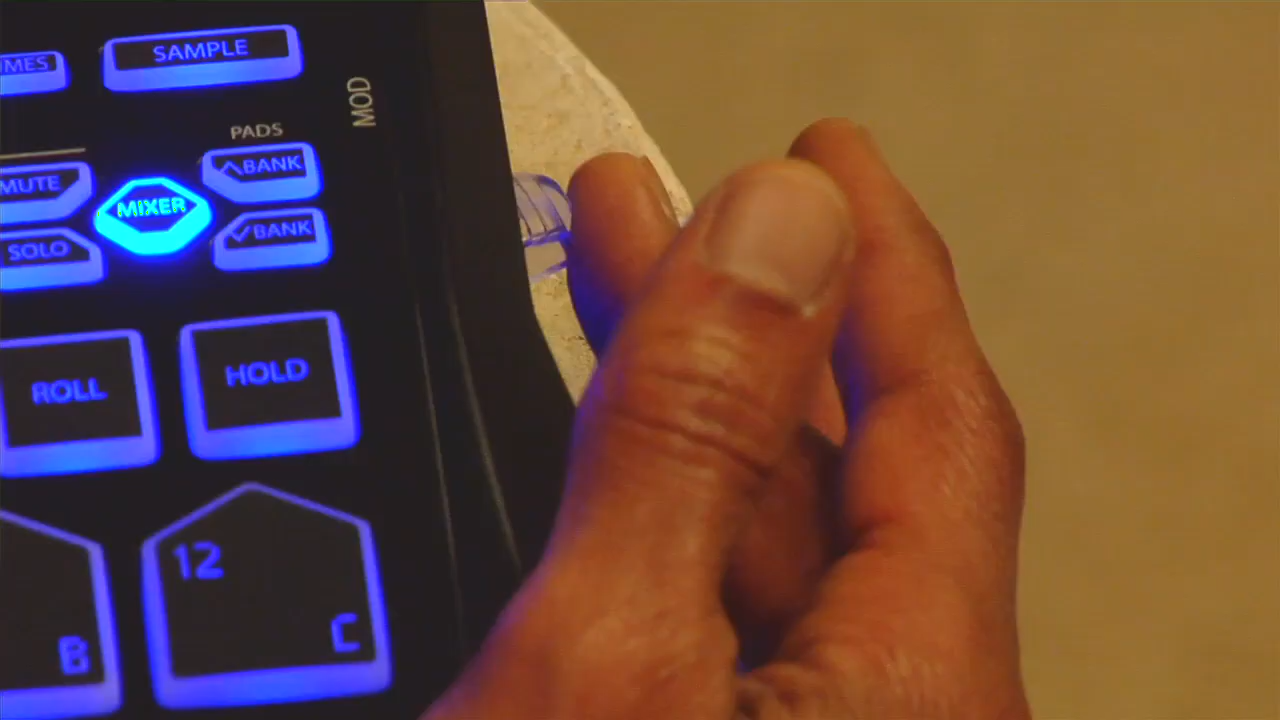 SAMPLE
MOD
PADS
BANK
MUTE
MIXER
BANK
SOLO
ROLL
HOLD
12
B
C